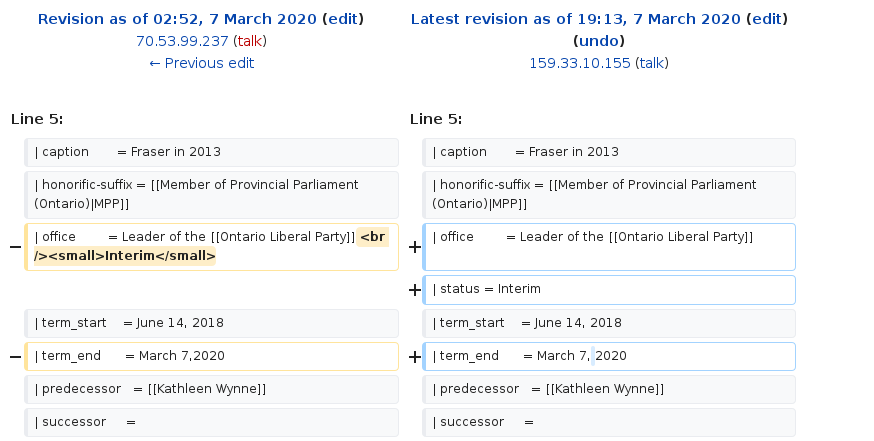 Revision as of 02:52, 7 March 2020 (edit)
70.53.99.237 (talk)
← Previous edit
Latest revision as of 19:13, 7 March 2020 (edit)
(undo)
159.33.10.155 (talk)
Line 5:
Line 5:
| caption = Fraser in 2013
| caption = Fraser in 2013
| honorific-suffix = [[Member of Provincial Parliament
(Ontario)|MPP]]
| honorific-suffix = [[Member of Provincial Parliament
(Ontario)|MPP]]
− | office = Leader of the [[Ontario Liberal Party]] <br
/><small>Interim</small>
+ | office = Leader of the [[Ontario Liberal Party]]
+ | status = Interim
| term_start = June 14, 2018
| term_start = June 14, 2018
− | term_end = March 7,2020
+ | term_end = March 7, 2020
| predecessor = [[Kathleen Wynne]]
| predecessor = [[Kathleen Wynne]]
| successor =
| successor =